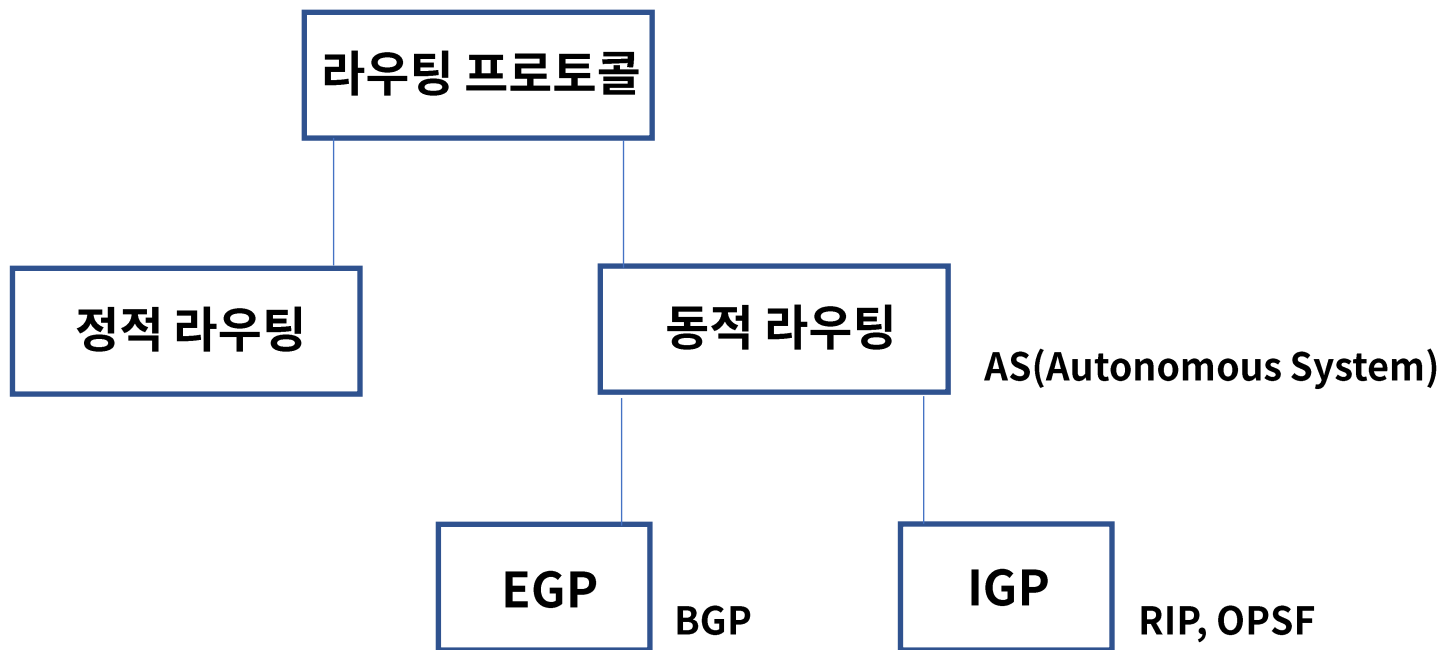 라우팅 프로토콜
정적 라우팅
동적 라우팅
AS(Autonomous System)
EGP
BGP
IGP
RIP, OPSF